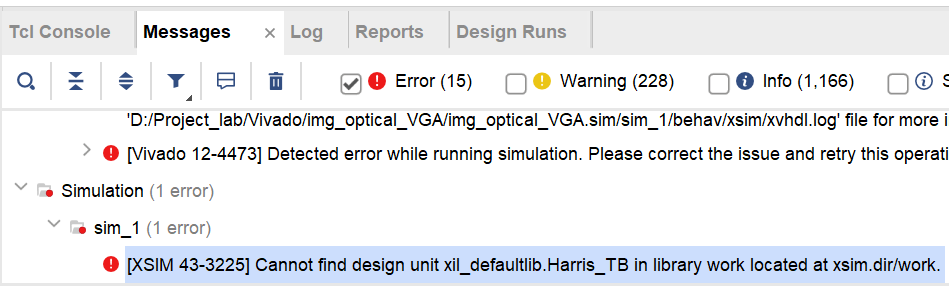 Tcl Console Messages × Log Reports Design Runs
Error (15) Warning (228) Info (1,166) S
'D:/Project_lab/Vivado/img_optical_VGA/img_optical_VGA.sim/sim_1/behav/xsim/xvhdl.log' file for more i
[Vivado 12-4473] Detected error while running simulation. Please correct the issue and retry this operati
Simulation (1 error)
sim_1 (1 error)
[XSIM 43-3225] Cannot find design unit xil_defaultlib.Harris_TB in library work located at xsim.dir/work.